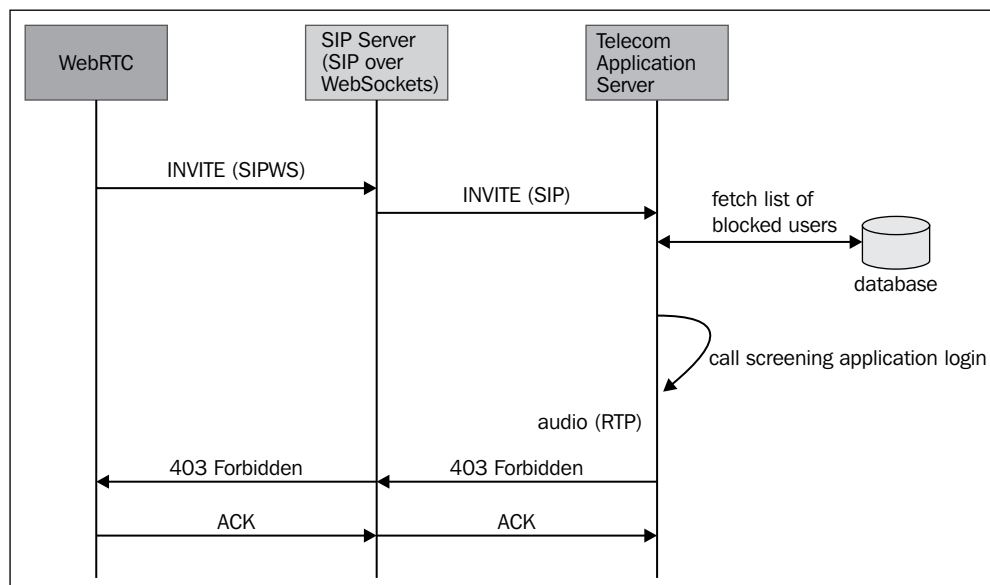 WebRTC
SIP Server
(SIP over
WebSockets)
Telecom
Application
Server
INVITE (SIPWS)
INVITE (SIP)
fetch list of
blocked users
database
call screening application login
audio (RTP)
403 Forbidden
403 Forbidden
ACK
ACK